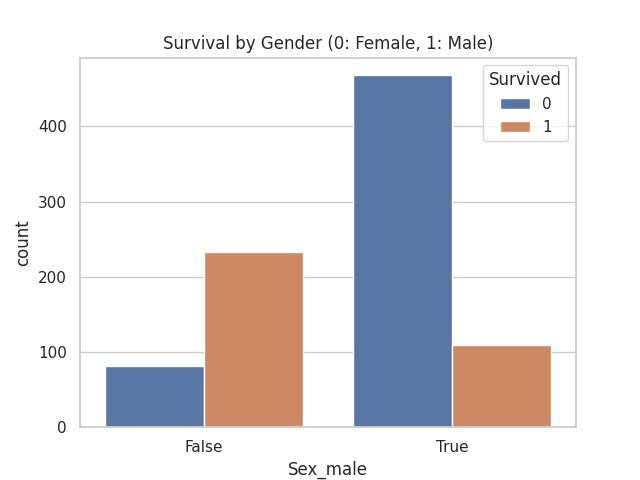 Survival by Gender (0: Female, 1: Male)
Survived
0
1
400
300
200
100
0
count
False
True
Sex_male